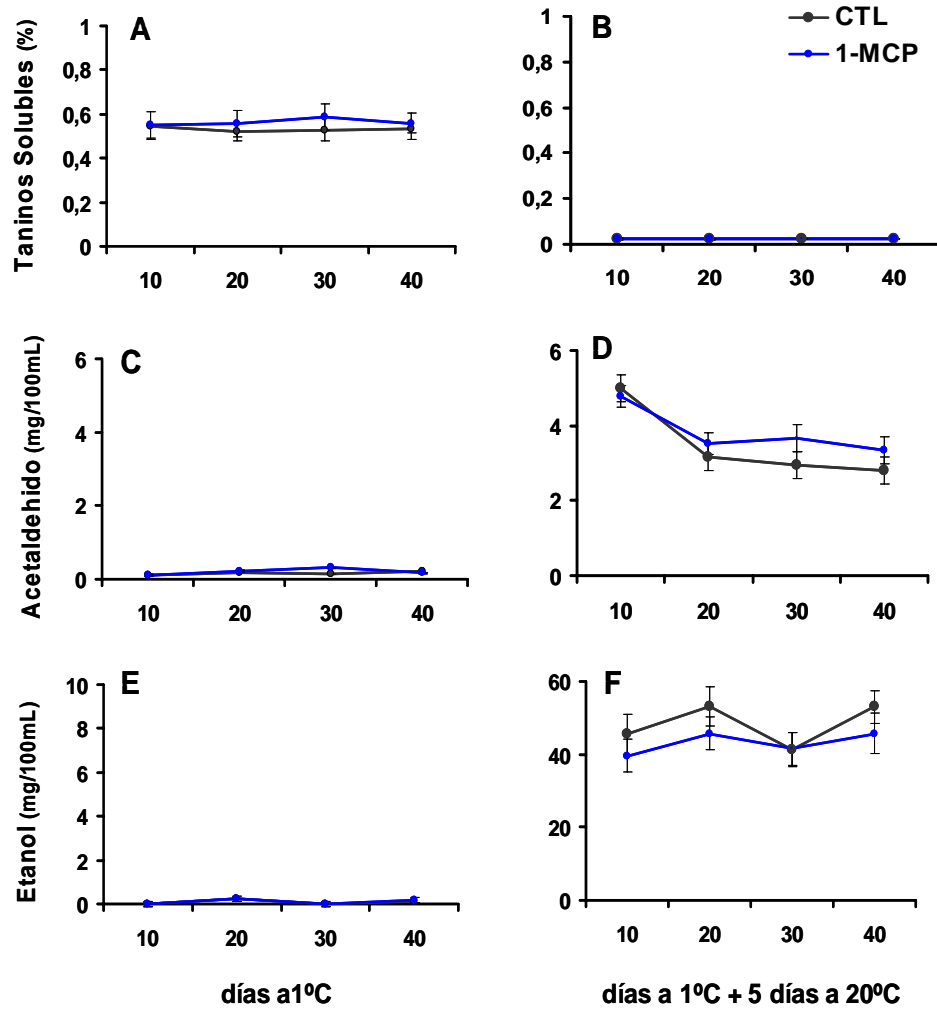 A
B
CTL
1-MCP
Taninos Solubles (%)
1
0,8
0,6
0,4
0,2
0
10 20 30 40
1
0,8
0,6
0,4
0,2
0
10 20 30 40
C
D
Acetaldehido (mg/100mL)
6
4
2
0
10 20 30 40
6
4
2
0
10 20 30 40
E
F
Etanol (mg/100mL)
10
8
6
4
2
0
10 20 30 40
60
40
20
0
10 20 30 40
días a1ºC
días a 1ºC + 5 días a 20ºC